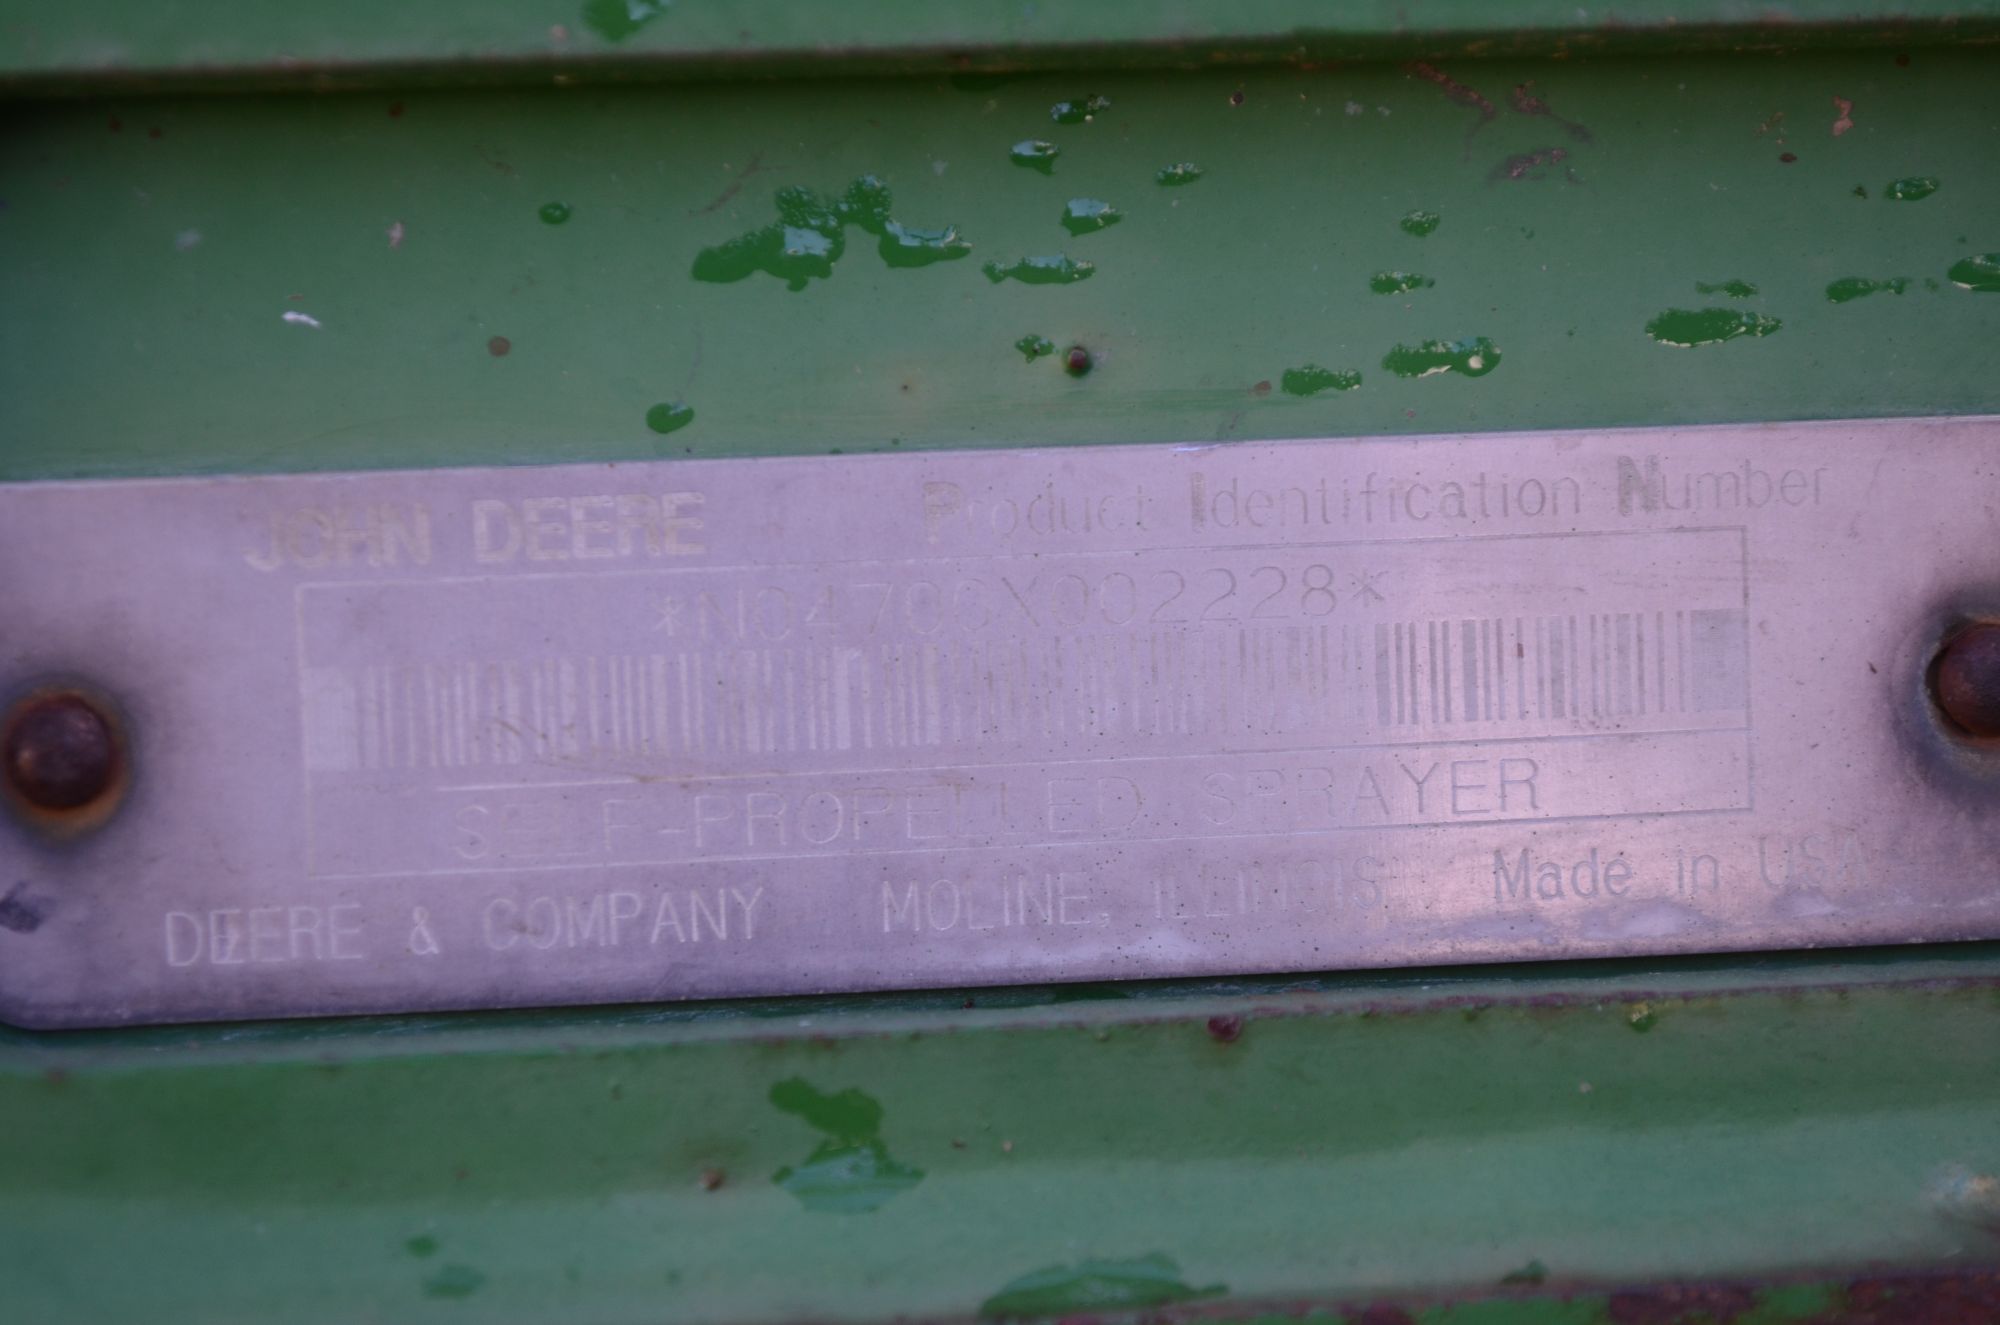 JOHN DEERE Product Identification Number
*N04700X002228*
SELF-PROPELLED SPRAYER
DEERE & COMPANY MOLINE, ILLINOIS Made in USA